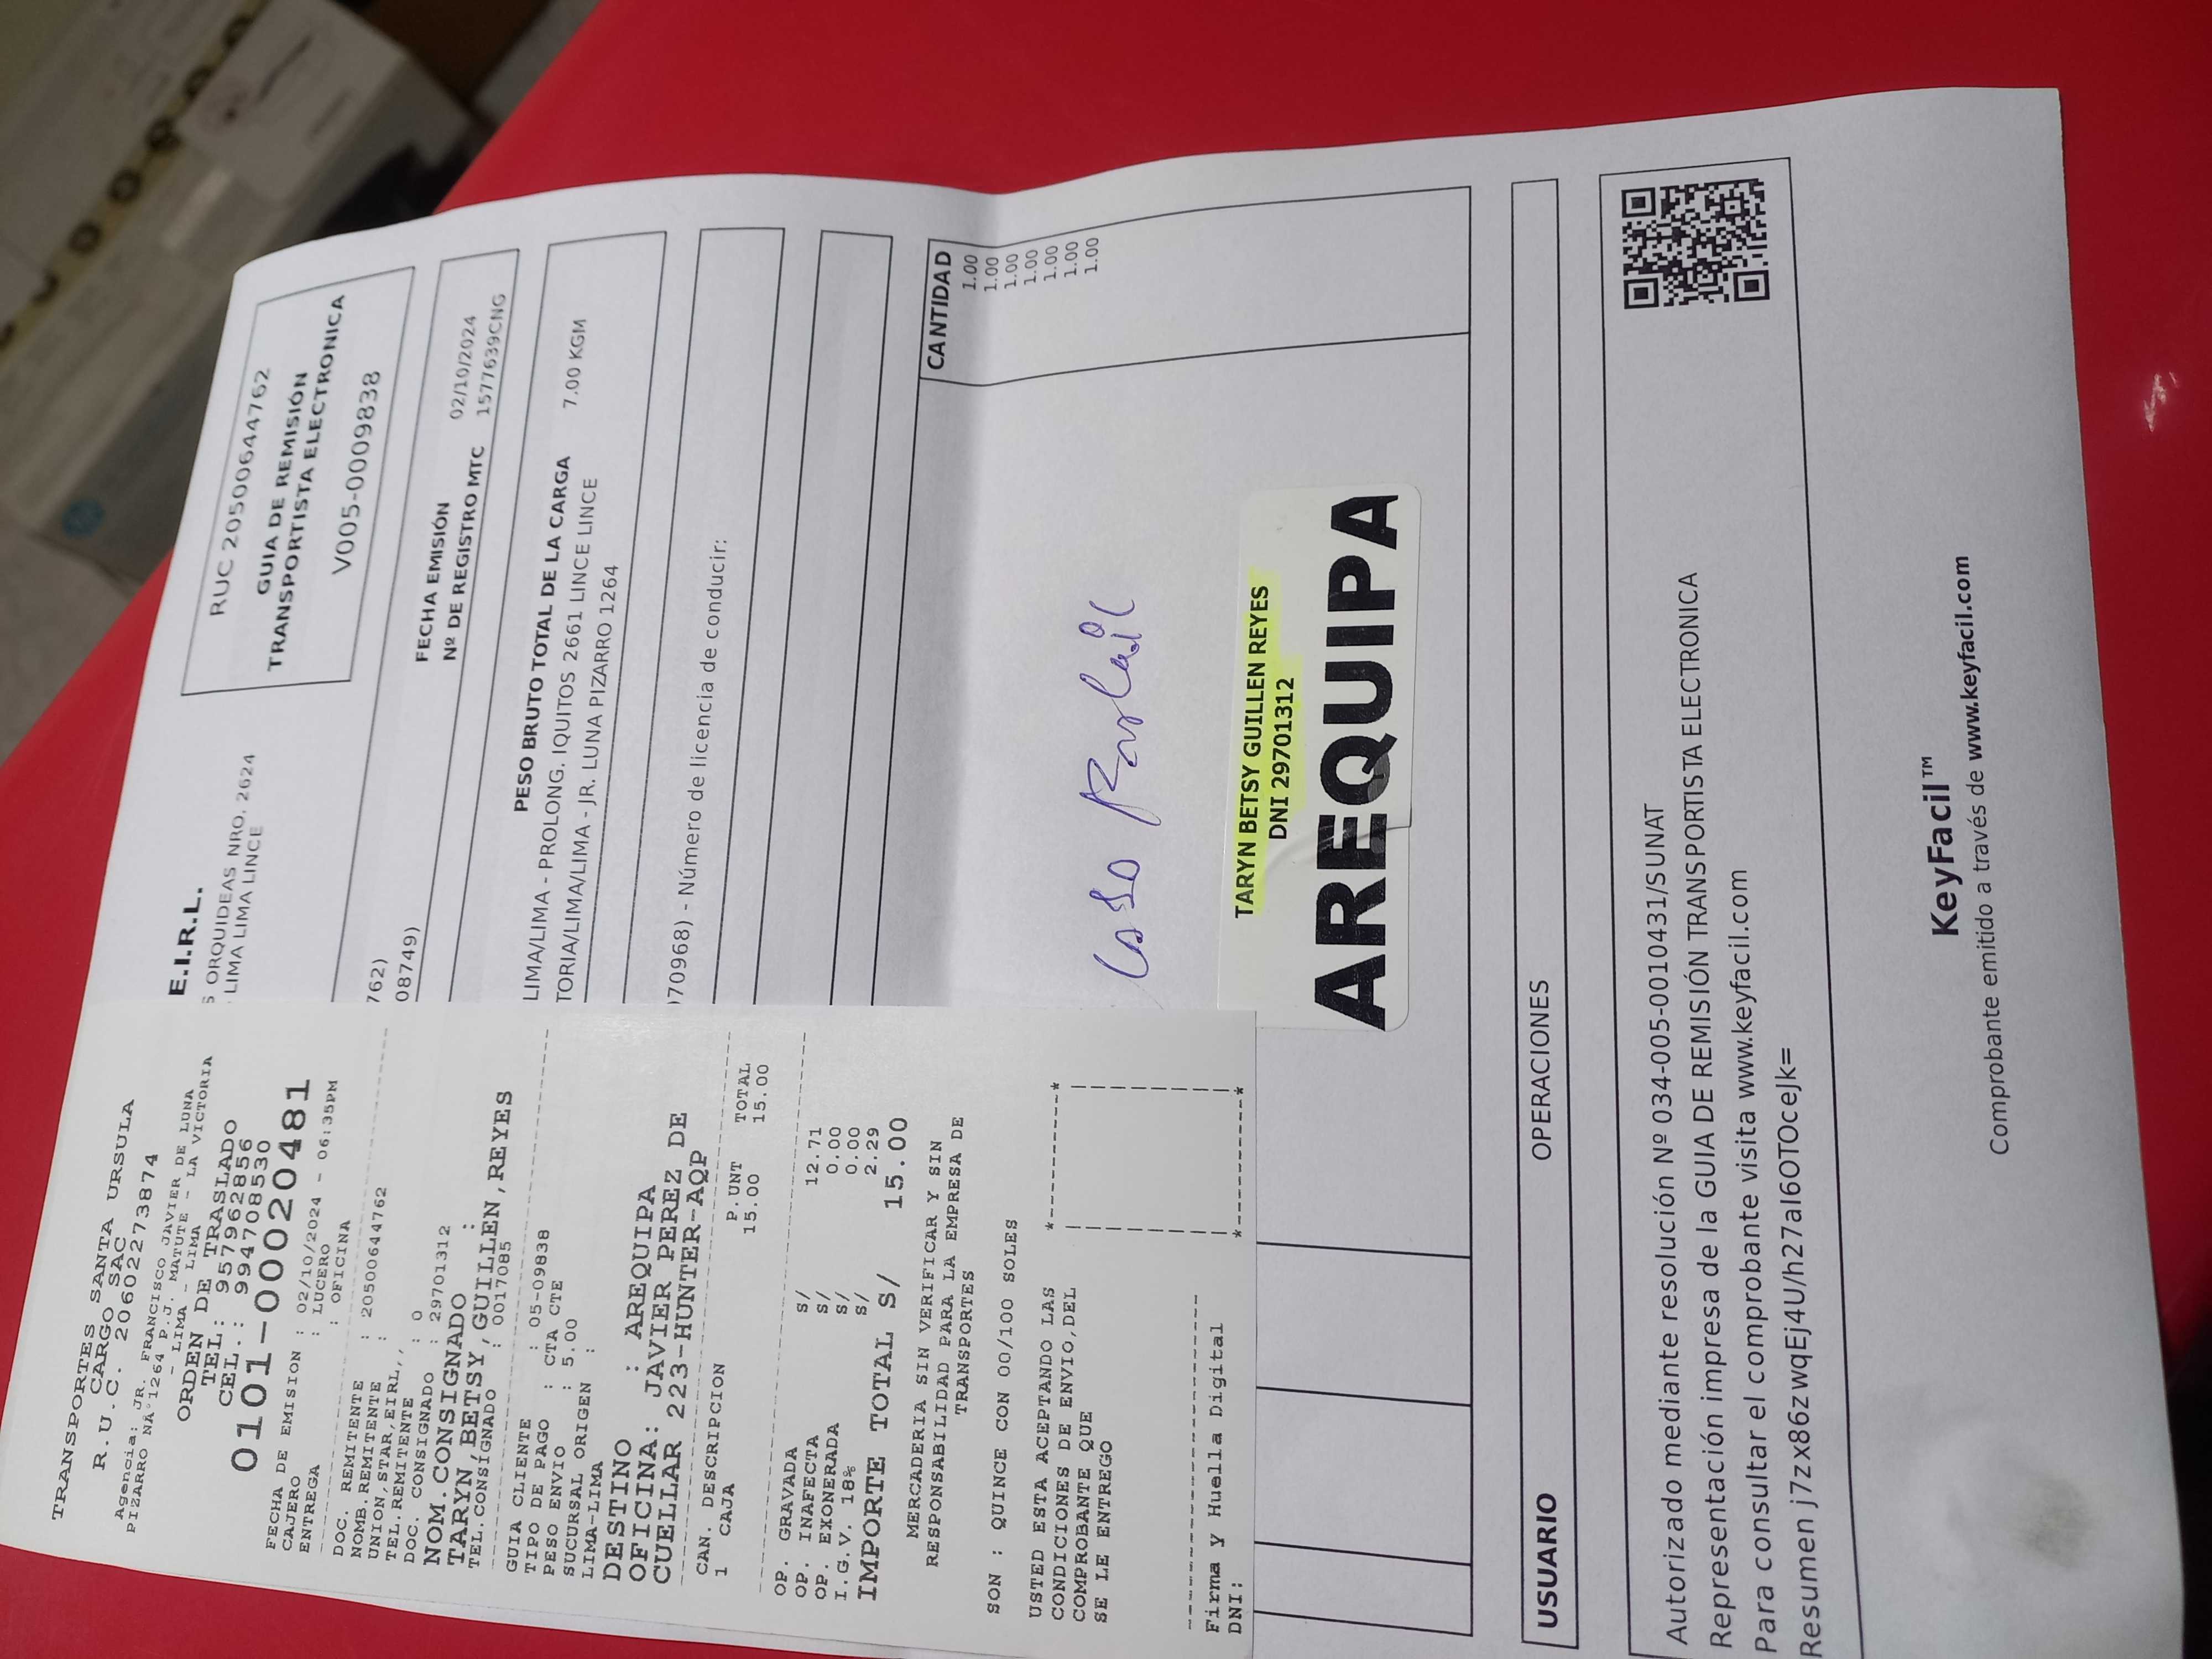 TRANSPORTES SANTA URSULA
CARGO SAC
R.U.C. 20602273874
Agencia: JR. FRANCISCO JAVIER DE LUNA
PIZARRO NÂ°1264 P.J. MATUTE - LA VICTORIA
- LIMA - LIMA
ORDEN DE TRASLADO
TEL: 957962856
CEL.: 994708530
0101-00020481
FECHA DE EMISION : 02/10/2024 - 06:35PM
CAJERO : LUCERO
ENTREGA : OFICINA
DOC. REMITENTE : 20500644762
NOMB.REMITENTE :
UNION,STAR,EIRL,,
TEL.REMITENTE : 0
DOC. CONSIGNADO : 29701312
NOM.CONSIGNADO :
TARYN,BETSY,GUILLEN,REYES
TEL.CONSIGNADO : 0017085
GUIA CLIENTE : 05-09838
TIPO DE PAGO : CTA CTE
PESO ENVIO : 5.00
SUCURSAL ORIGEN :
LIMA-LIMA
DESTINO : AREQUIPA
OFICINA: JAVIER PEREZ DE
CUELLAR 223-HUNTER-AQP
CAN. DESCRIPCION P.UNT TOTAL
1 CAJA 15.00 15.00
OP. GRAVADA S/ 12.71
OP. INAFECTA S/ 0.00
OP. EXONERADA S/ 0.00
I.G.V. 18% S/ 2.29
IMPORTE TOTAL S/ 15.00
MERCADERIA SIN VERIFICAR Y SIN
RESPONSABILIDAD PARA LA EMPRESA DE
TRANSPORTES
SON : QUINCE CON 00/100 SOLES
USTED ESTA ACEPTANDO LAS
CONDICIONES DE ENVIO,DEL
COMPROBANTE QUE
SE LE ENTREGO
Firma y Huella Digital
DNI:
E.I.R.L.
S ORQUIDEAS NRO. 2624
LIMA LIMA LINCE
RUC 20500644762
GUIA DE REMISIÓN
TRANSPORTISTA ELECTRONICA
V005-0009838
762)
08749)
FECHA EMISIÓN 02/10/2024
Nº DE REGISTRO MTC 1577639CNG
PESO BRUTO TOTAL DE LA CARGA 7.00 KGM
LIMA/LIMA - PROLONG. IQUITOS 2661 LINCE LINCE
TORIA/LIMA/LIMA - JR. LUNA PIZARRO 1264
70968) - Número de licencia de conducir:
CANTIDAD
1.00
1.00
1.00
1.00
1.00
1.00
1.00
TARYN BETSY GUILLEN REYES
DNI 29701312
AREQUIPA
USUARIO OPERACIONES
Autorizado mediante resolución Nº 034-005-0010431/SUNAT
Representación impresa de la GUIA DE REMISIÓN TRANSPORTISTA ELECTRONICA
Para consultar el comprobante visita www.keyfacil.com
Resumen j7zx86zwqEj4U/h27aI6OTOceJk=
KeyFacil™
Comprobante emitido a través de www.keyfacil.com